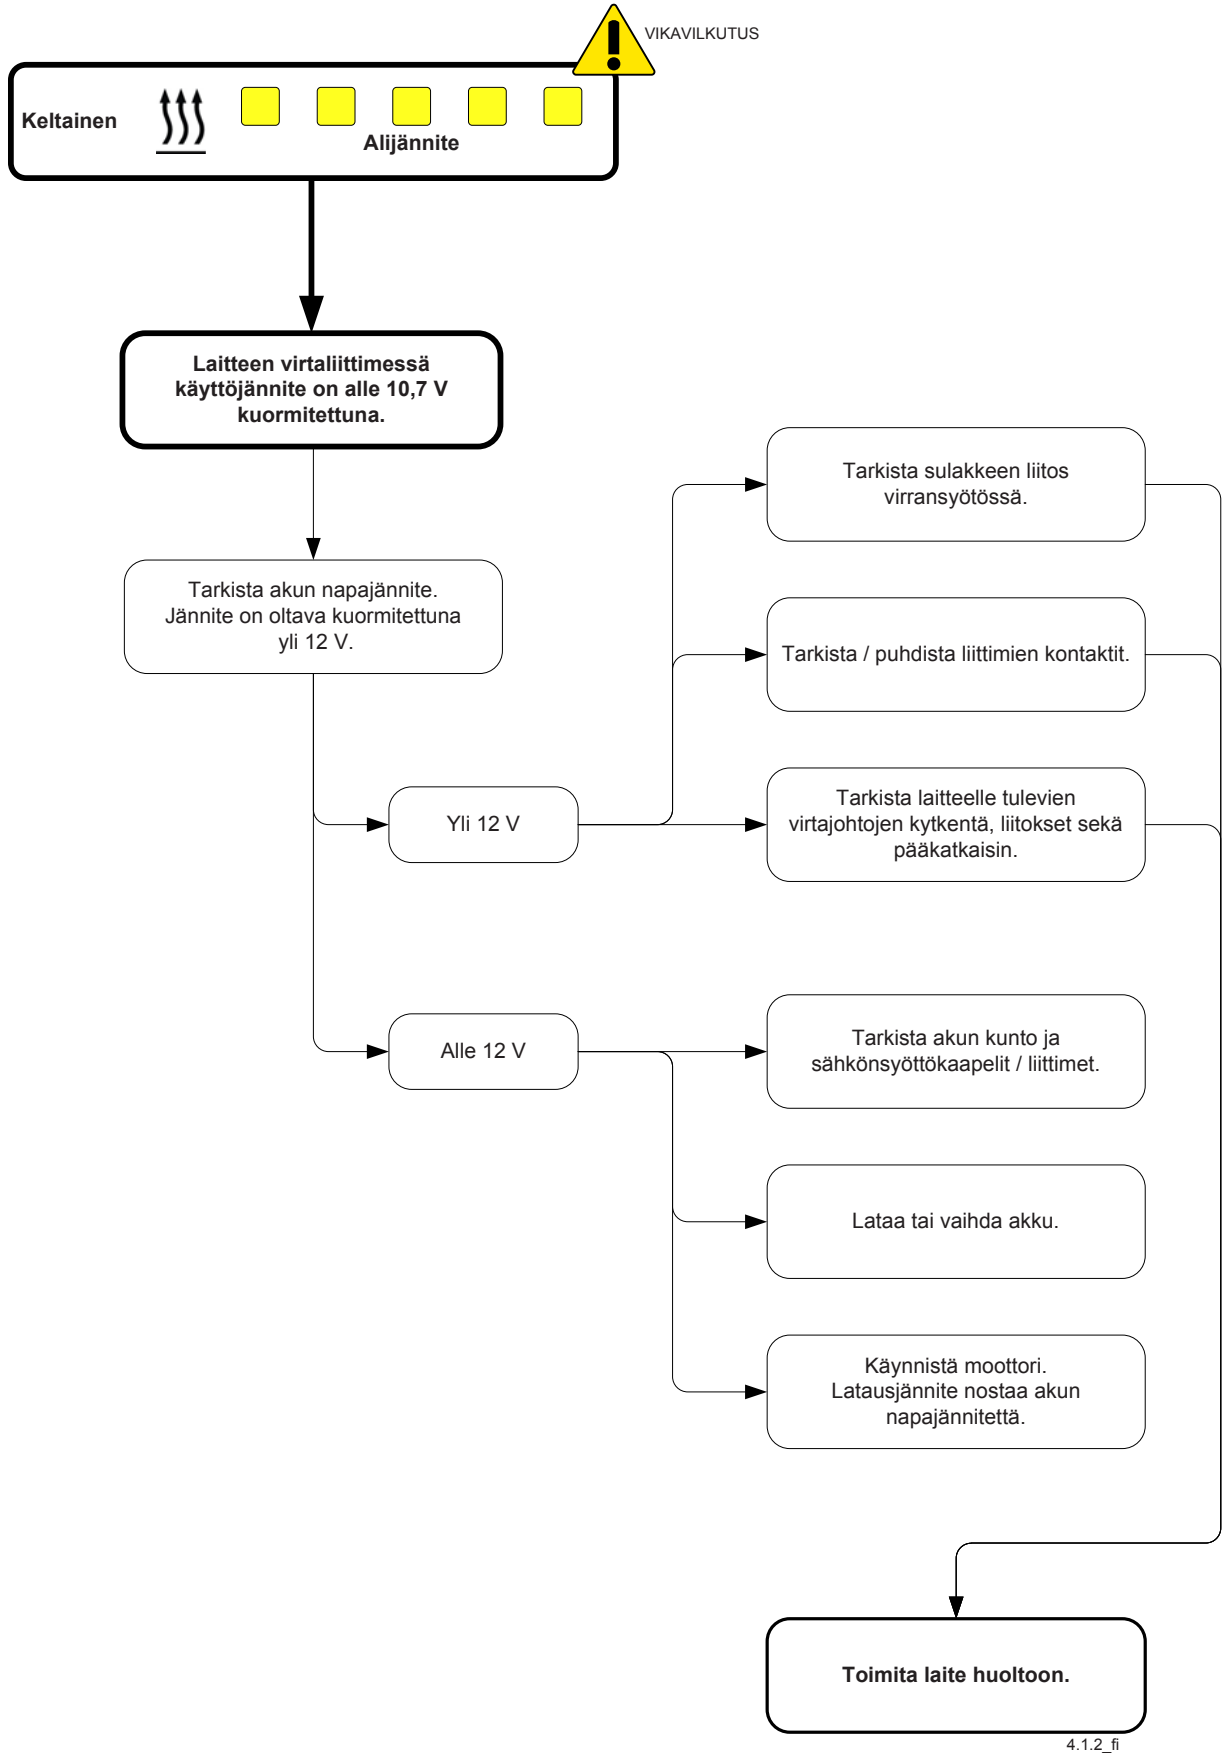 VIKAVILKUTUS
Keltainen
Alijännite
Laitteen virtaliittimessä
käyttöjännite on alle 10,7 V
kuormitettuna.
Tarkista sulakkeen liitos
virransyötössä.
Tarkista akun napajännite.
Jännite on oltava kuormitettuna
yli 12 V.
Tarkista / puhdista liittimien kontaktit.
Yli 12 V
Tarkista laitteelle tulevien
virtajohtojen kytkentä, liitokset sekä
pääkatkaisin.
Alle 12 V
Tarkista akun kunto ja
sähkönsyöttökaapelit / liittimet.
Lataa tai vaihda akku.
Käynnistä moottori.
Latausjännite nostaa akun
napajännitettä.
Toimita laite huoltoon.
4.1.2_fi